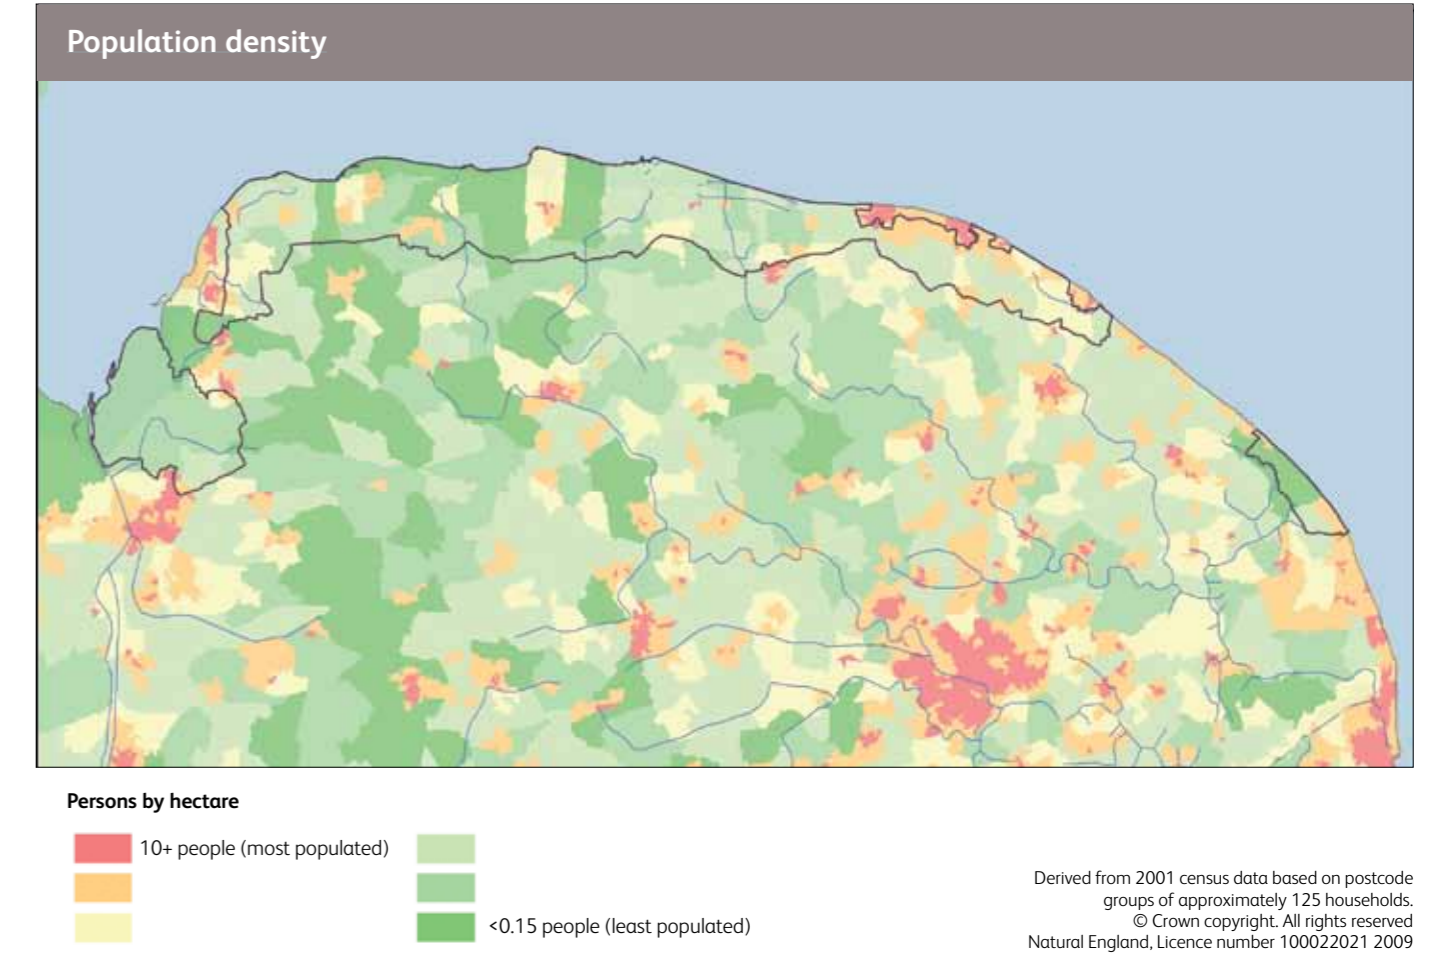 Population density
Persons by hectare
10+ people (most populated)
<0.15 people (least populated)
Derived from 2001 census data based on postcode
groups of approximately 125 households.
© Crown copyright. All rights reserved
Natural England, Licence number 100022021 2009